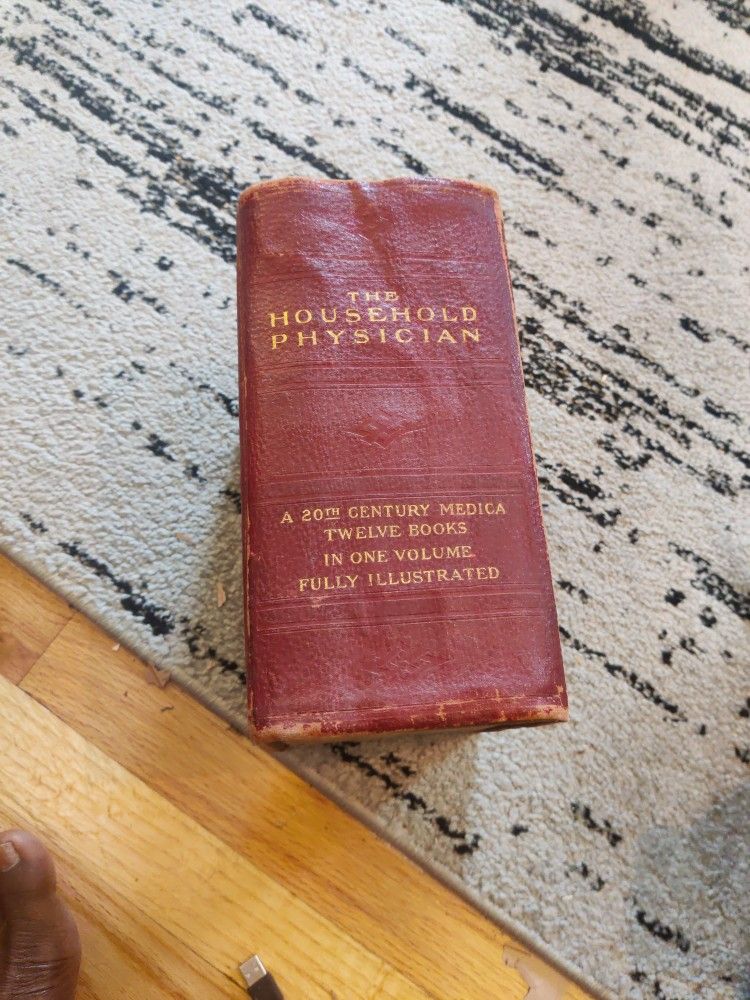 THE
HOUSEHOLD
PHYSICIAN
A 20TH CENTURY MEDICA
TWELVE BOOKS
IN ONE VOLUME
FULLY ILLUSTRATED